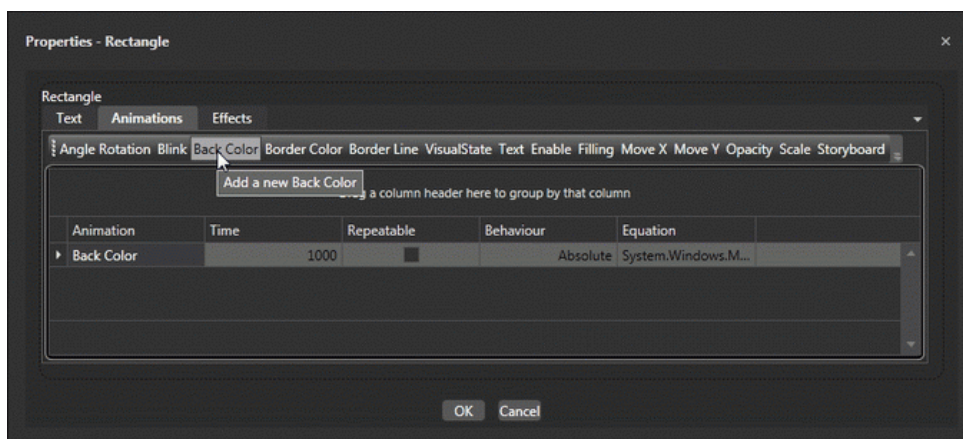 Properties - Rectangle
Rectangle
Text Animations Effects
Angle Rotation Blink Back Color Border Color Border Line VisualState Text Enable Filling Move X Move Y Opacity Scale Storyboard
Add a new Back Color
a column header here to group by that column
Animation Time Repeatable Behaviour Equation
Back Color 1000 Absolute System.Windows.M...
OK Cancel